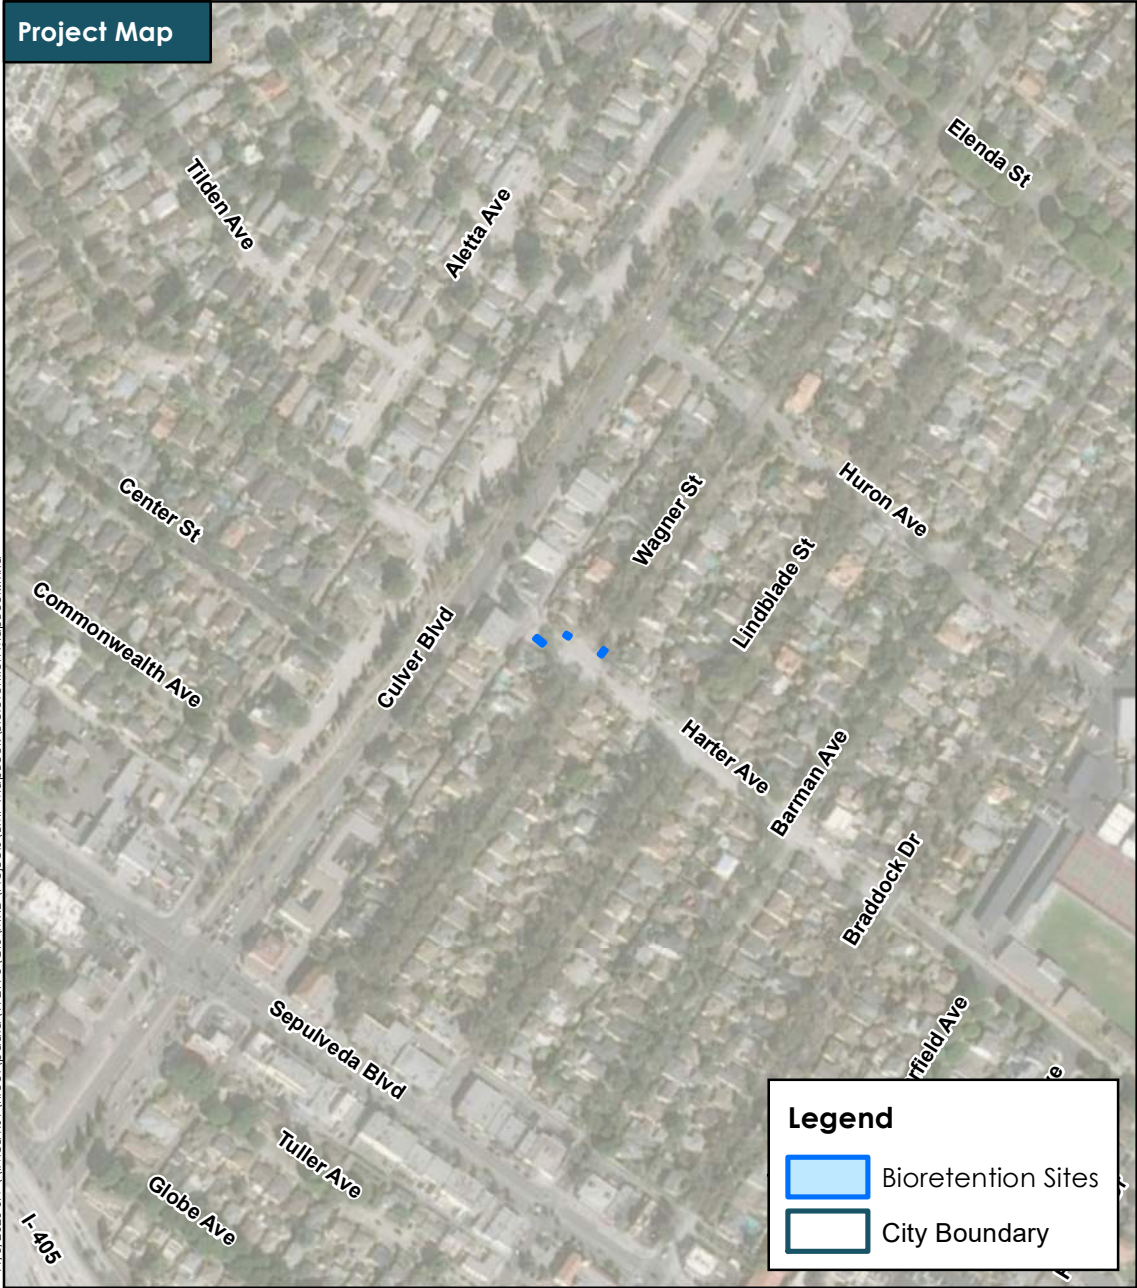 Project Map
Elenda St
Tilden Ave
Aletta Ave
Huron Ave
Wagner St
Center St
Lindblade St
Commonwealth Ave
Culver Blvd
Harter Ave
Barman Ave
Braddock Dr
Sepulveda Blvd
rfield Ave
Tuller Ave
Globe Ave
I-405
Legend
Bioretention Sites
City Boundary